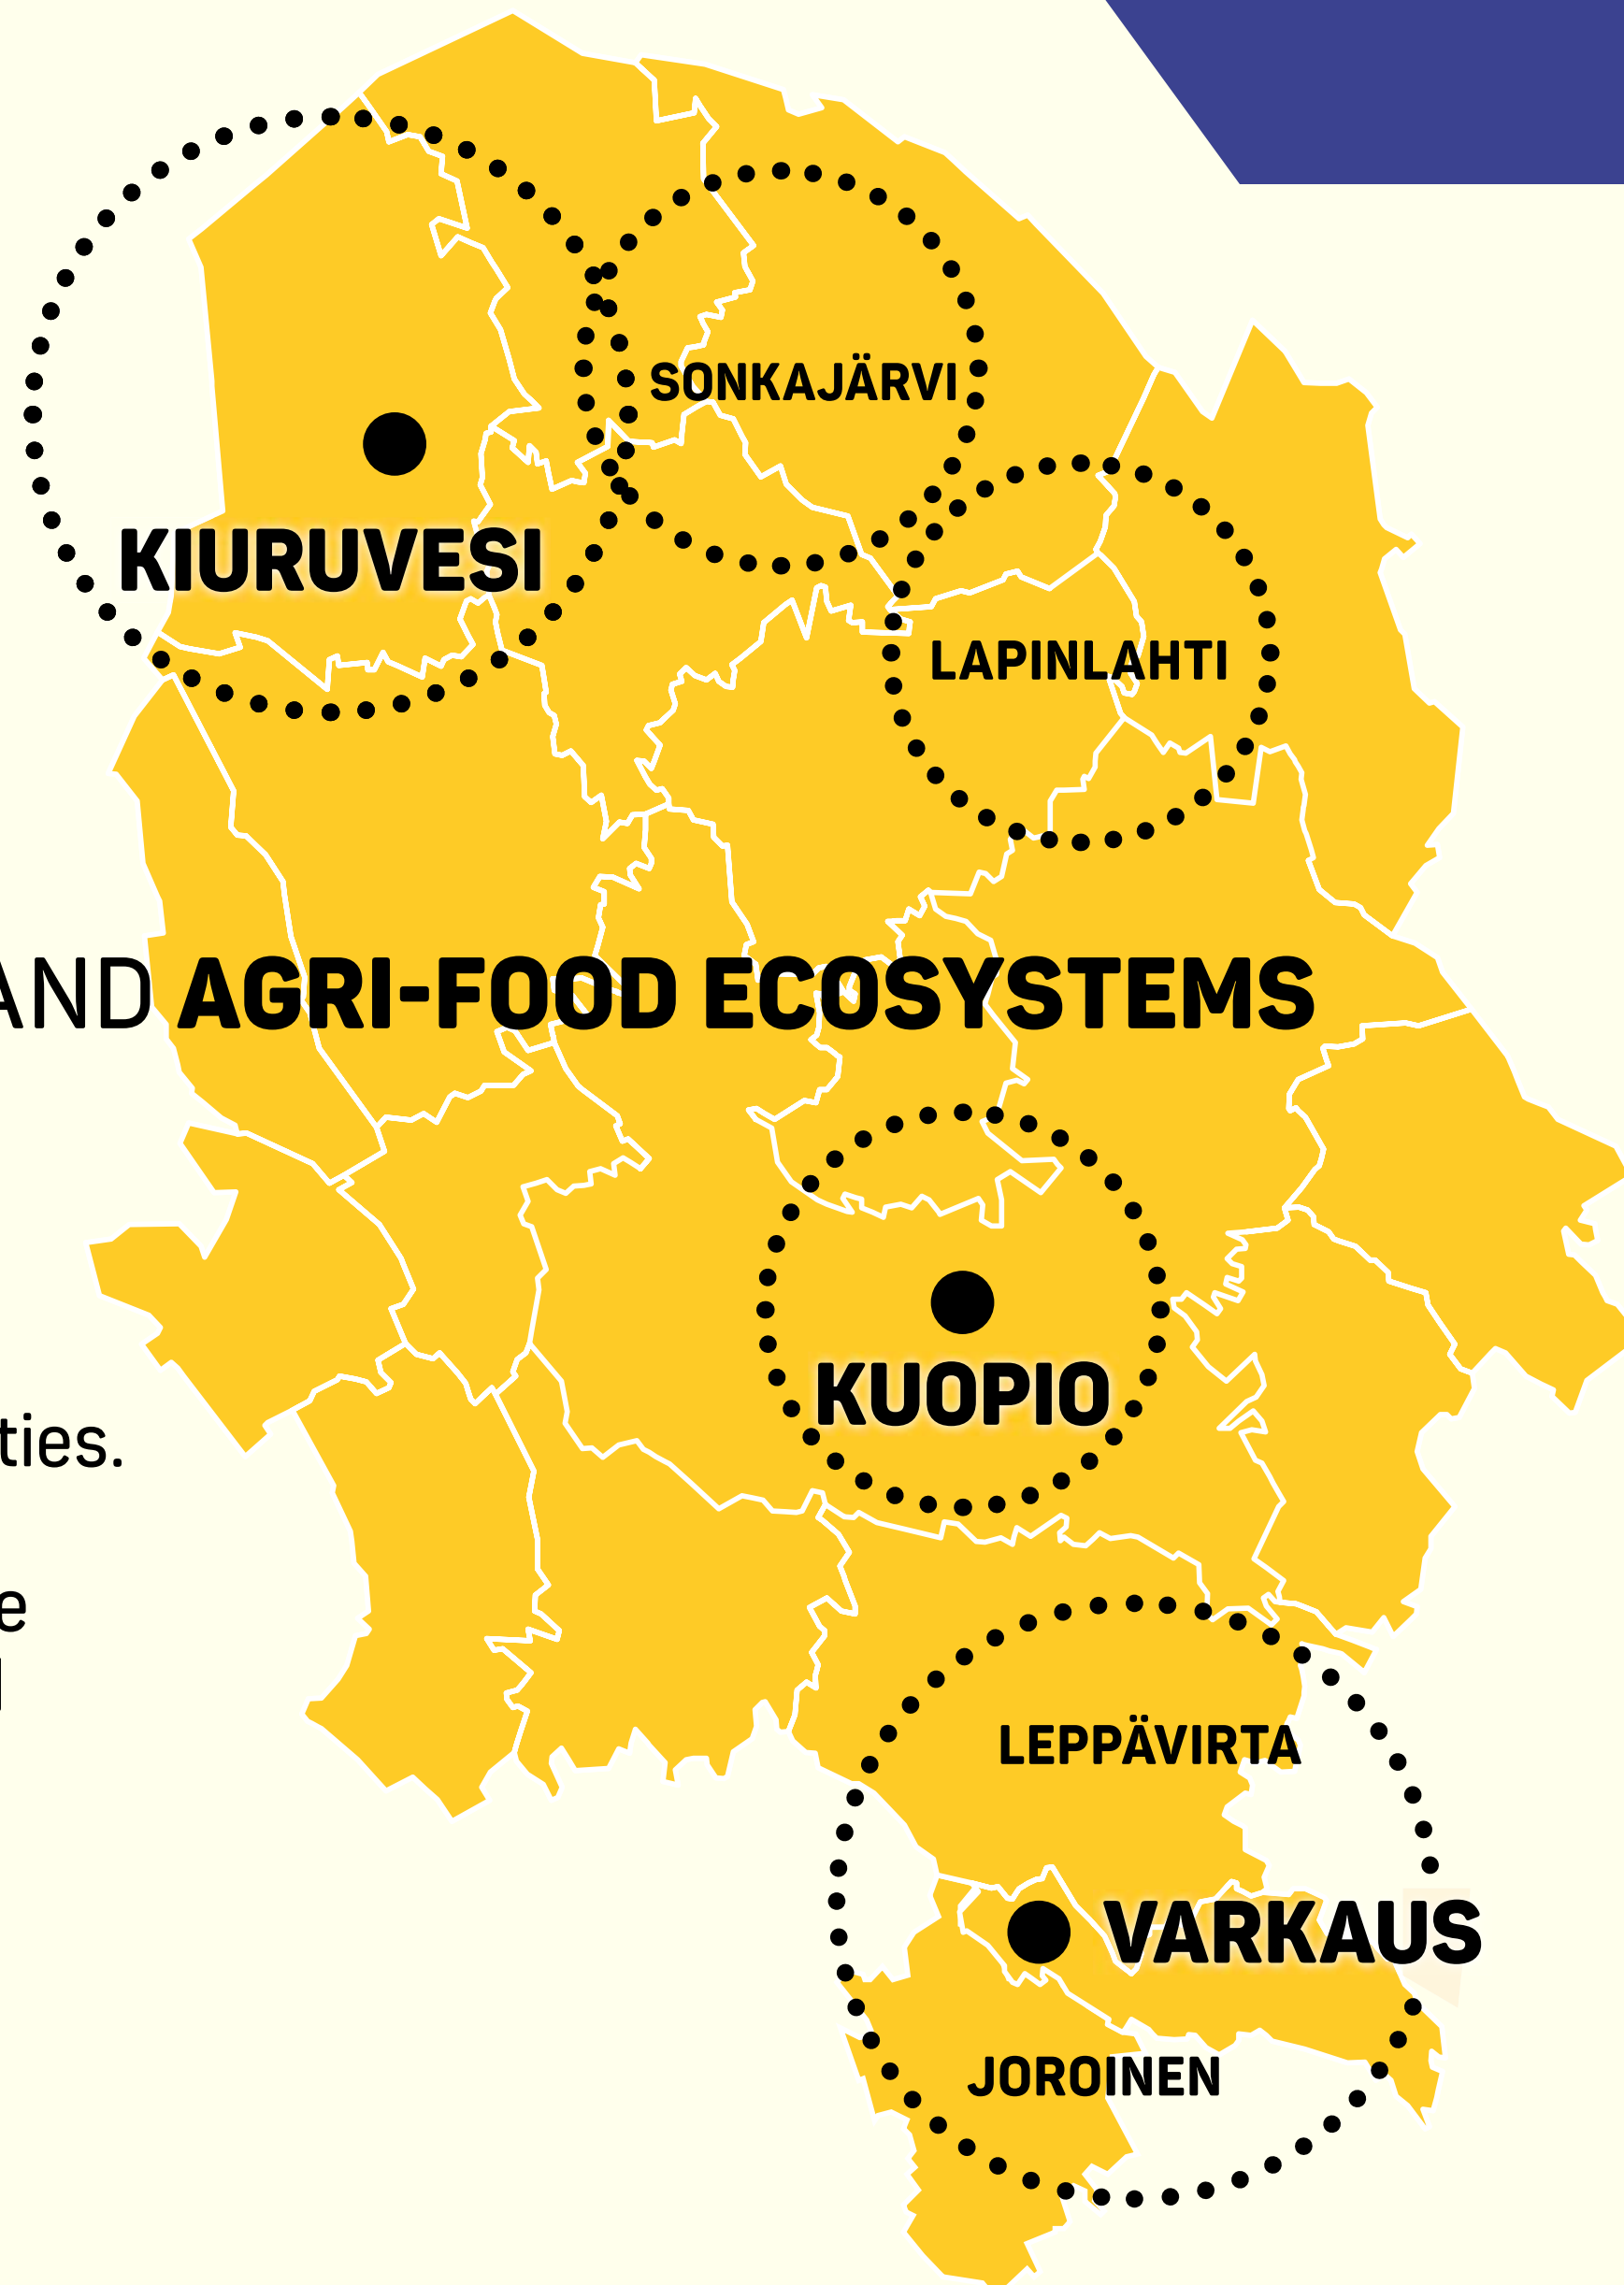 SONKAJÄRVI
KIURUVESI
LAPINLAHTI
AND AGRI-FOOD ECOSYSTEMS
KUOPIO
ties.
e
LEPPÄVIRTA
VARKAUS
JOROINEN